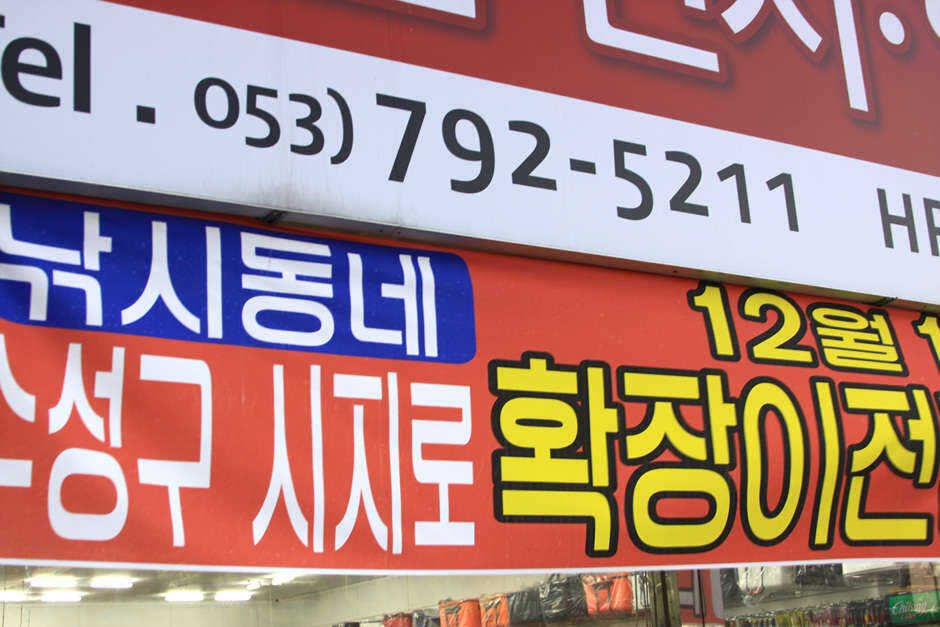 Tel . 053) 792-5211
낚시동네
12월
수성구 시지로 확장이전